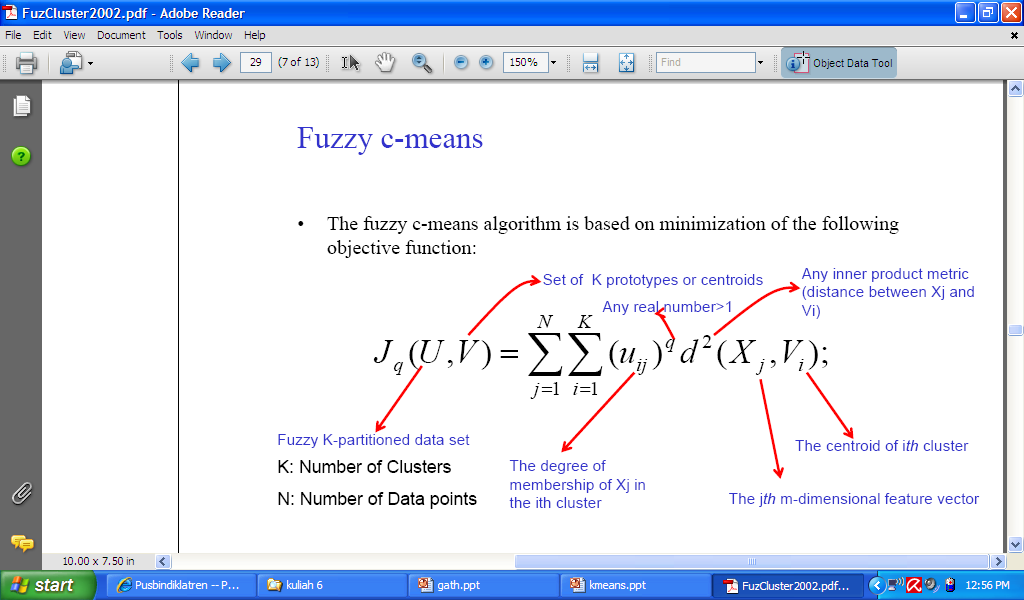 FuzCluster2002.pdf - Adobe Reader
File Edit View Document Tools Window Help
29 (7 of 13) 150% Find Object Data Tool
Fuzzy c-means
• The fuzzy c-means algorithm is based on minimization of the following
objective function:
Set of K prototypes or centroids
Any real number>1
Any inner product metric
(distance between Xj and
Vi)
J_q(U,V) = \sum_{j=1}^{N} \sum_{i=1}^{K} (u_{ij})^q d^2(X_j, V_i);
Fuzzy K-partitioned data set
K: Number of Clusters
N: Number of Data points
The degree of
membership of Xj in
the ith cluster
The centroid of ith cluster
The jth m-dimensional feature vector
10.00 x 7.50 in
start Pusbindiklatren -- P... kuliah 6 gath.ppt kmeans.ppt FuzCluster2002.pdf... 12:56 PM